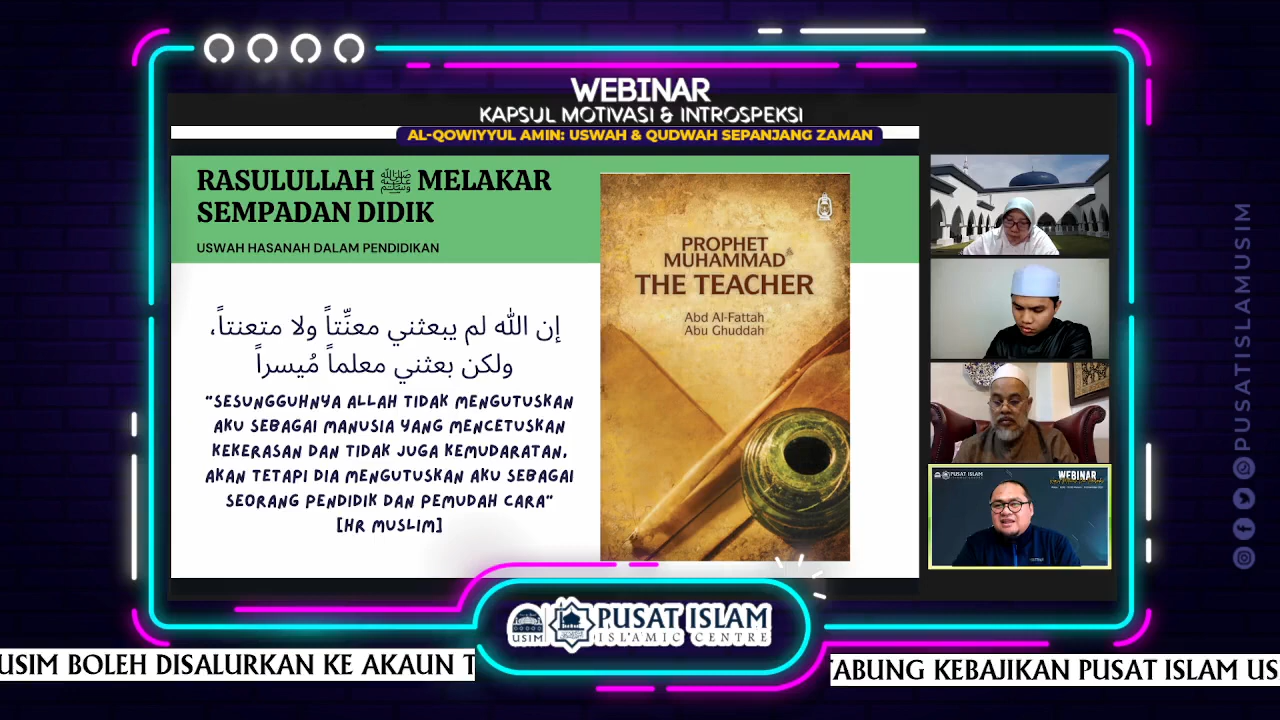 WEBINAR
KAPSUL MOTIVASI & INTROSPEKSI
AL-QOWIYYUL AMIN: USWAH & QUDWAH SEPANJANG ZAMAN
RASULULLAH ﷺ MELAKAR
SEMPADAN DIDIK
USWAH HASANAH DALAM PENDIDIKAN
إن الله لم يبعثني معنِّتاً ولا متعنتاً،
ولكن بعثني معلماً مُيسراً
"SESUNGGUHNYA ALLAH TIDAK MENGUTUSKAN
AKU SEBAGAI MANUSIA YANG MENCETUSKAN
KEKERASAN DAN TIDAK JUGA KEMUDARATAN,
AKAN TETAPI DIA MENGUTUSKAN AKU SEBAGAI
SEORANG PENDIDIK DAN PEMUDAH CARA"
[HR MUSLIM]
PROPHET
MUHAMMAD
THE TEACHER
Abd Al-Fattah
Abu Ghuddah
PUSAT ISLAM
WEBINAR
@PUSATISLAMUSIM
USIM
PUSAT ISLAM
ISLAMIC CENTRE
USIM BOLEH DISALURKAN KE AKAUN T
TABUNG KEBAJIKAN PUSAT ISLAM US